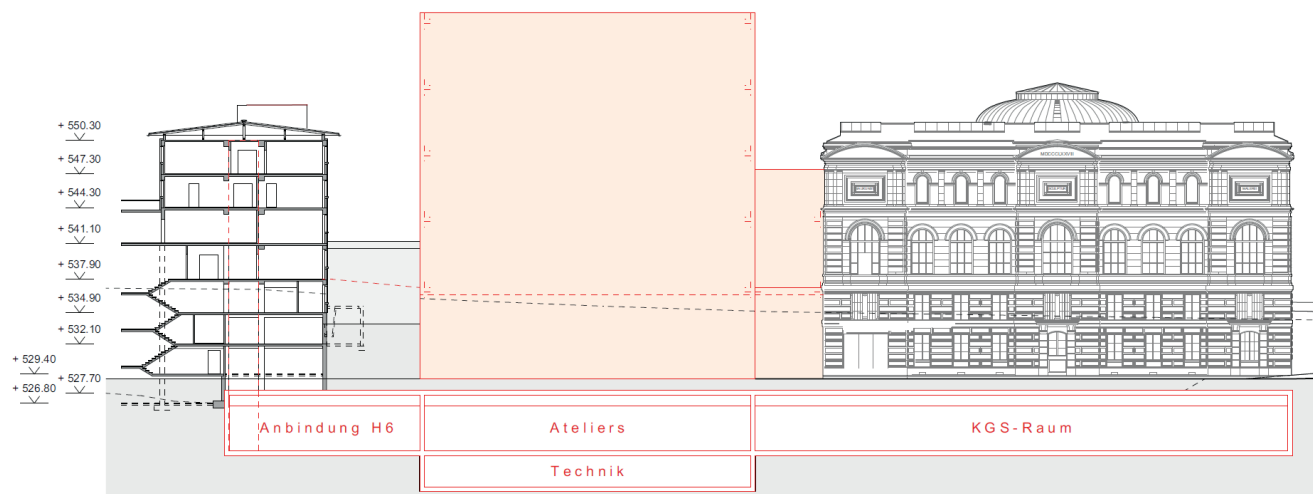 + 550.30
+ 547.30
+ 544.30
+ 541.10
+ 537.90
+ 534.90
+ 532.10
+ 529.40
+ 527.70
+ 526.80
MDCCCLXXVIII
Anbindung H6
Ateliers
KGS-Raum
Technik